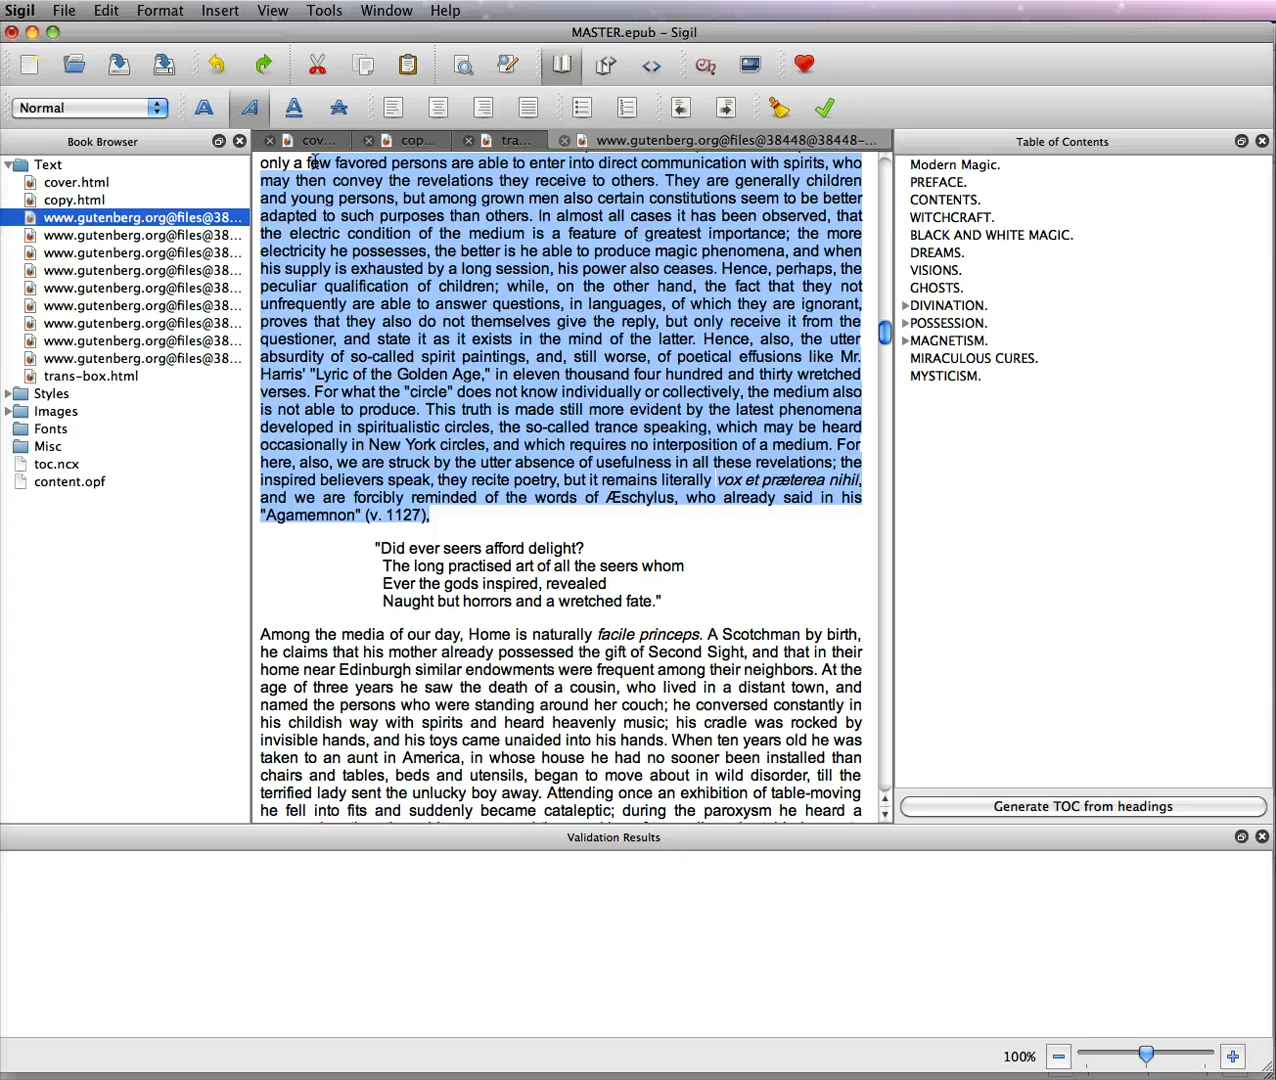 Sigil File Edit Format Insert View Tools Window Help
MASTER.epub – Sigil
Normal
Book Browser
cov... cop... tra... www.gutenberg.org@files@38448@38448-...
Table of Contents
Text
cover.html
copy.html
www.gutenberg.org@files@38...
www.gutenberg.org@files@38...
www.gutenberg.org@files@38...
www.gutenberg.org@files@38...
www.gutenberg.org@files@38...
www.gutenberg.org@files@38...
www.gutenberg.org@files@38...
www.gutenberg.org@files@38...
www.gutenberg.org@files@38...
trans-box.html
Styles
Images
Fonts
Misc
toc.ncx
content.opf
only a few favored persons are able to enter into direct communication with spirits, who
may then convey the revelations they receive to others. They are generally children
and young persons, but among grown men also certain constitutions seem to be better
adapted to such purposes than others. In almost all cases it has been observed, that
the electric condition of the medium is a feature of greatest importance; the more
electricity he possesses, the better is he able to produce magic phenomena, and when
his supply is exhausted by a long session, his power also ceases. Hence, perhaps, the
peculiar qualification of children; while, on the other hand, the fact that they not
unfrequently are able to answer questions, in languages, of which they are ignorant,
proves that they also do not themselves give the reply, but only receive it from the
questioner, and state it as it exists in the mind of the latter. Hence, also, the utter
absurdity of so-called spirit paintings, and, still worse, of poetical effusions like Mr.
Harris' "Lyric of the Golden Age," in eleven thousand four hundred and thirty wretched
verses. For what the "circle" does not know individually or collectively, the medium also
is not able to produce. This truth is made still more evident by the latest phenomena
developed in spiritualistic circles, the so-called trance speaking, which may be heard
occasionally in New York circles, and which requires no interposition of a medium. For
here, also, we are struck by the utter absence of usefulness in all these revelations; the
inspired believers speak, they recite poetry, but it remains literally vox et præterea nihil,
and we are forcibly reminded of the words of Æschylus, who already said in his
"Agamemnon" (v. 1127),
"Did ever seers afford delight?
The long practised art of all the seers whom
Ever the gods inspired, revealed
Naught but horrors and a wretched fate."
Among the media of our day, Home is naturally facile princeps. A Scotchman by birth,
he claims that his mother already possessed the gift of Second Sight, and that in their
home near Edinburgh similar endowments were frequent among their neighbors. At the
age of three years he saw the death of a cousin, who lived in a distant town, and
named the persons who were standing around her couch; he conversed constantly in
his childish way with spirits and heard heavenly music; his cradle was rocked by
invisible hands, and his toys came unaided into his hands. When ten years old he was
taken to an aunt in America, in whose house he had no sooner been installed than
chairs and tables, beds and utensils, began to move about in wild disorder, till the
terrified lady sent the unlucky boy away. Attending once an exhibition of table-moving
he fell into fits and suddenly became cataleptic; during the paroxysm he heard a
Modern Magic.
PREFACE.
CONTENTS.
WITCHCRAFT.
BLACK AND WHITE MAGIC.
DREAMS.
VISIONS.
GHOSTS.
DIVINATION.
POSSESSION.
MAGNETISM.
MIRACULOUS CURES.
MYSTICISM.
Generate TOC from headings
Validation Results
100%